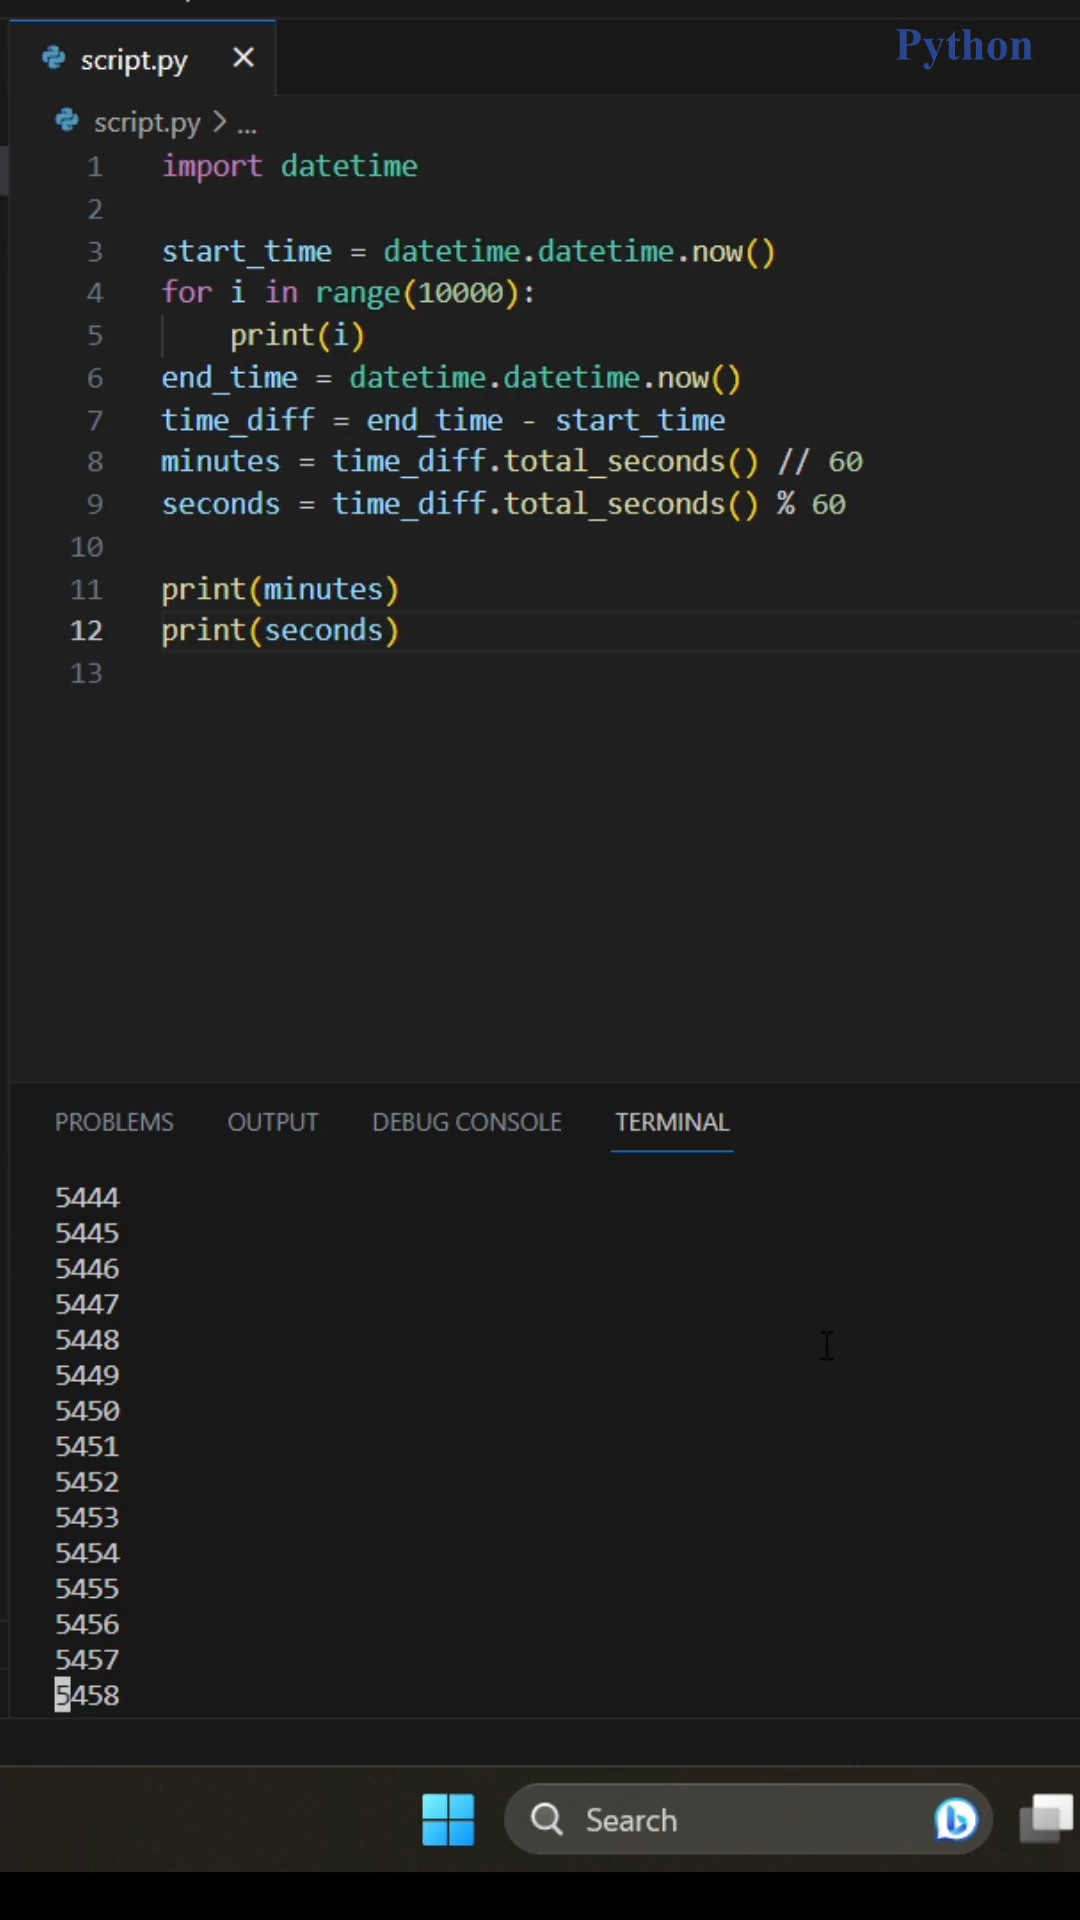 Python
script.py
script.py > ...
1 import datetime
2
3 start_time = datetime.datetime.now()
4 for i in range(10000):
5     print(i)
6 end_time = datetime.datetime.now()
7 time_diff = end_time - start_time
8 minutes = time_diff.total_seconds() // 60
9 seconds = time_diff.total_seconds() % 60
10
11 print(minutes)
12 print(seconds)
13
PROBLEMS OUTPUT DEBUG CONSOLE TERMINAL
5444
5445
5446
5447
5448
5449
5450
5451
5452
5453
5454
5455
5456
5457
5458
Search